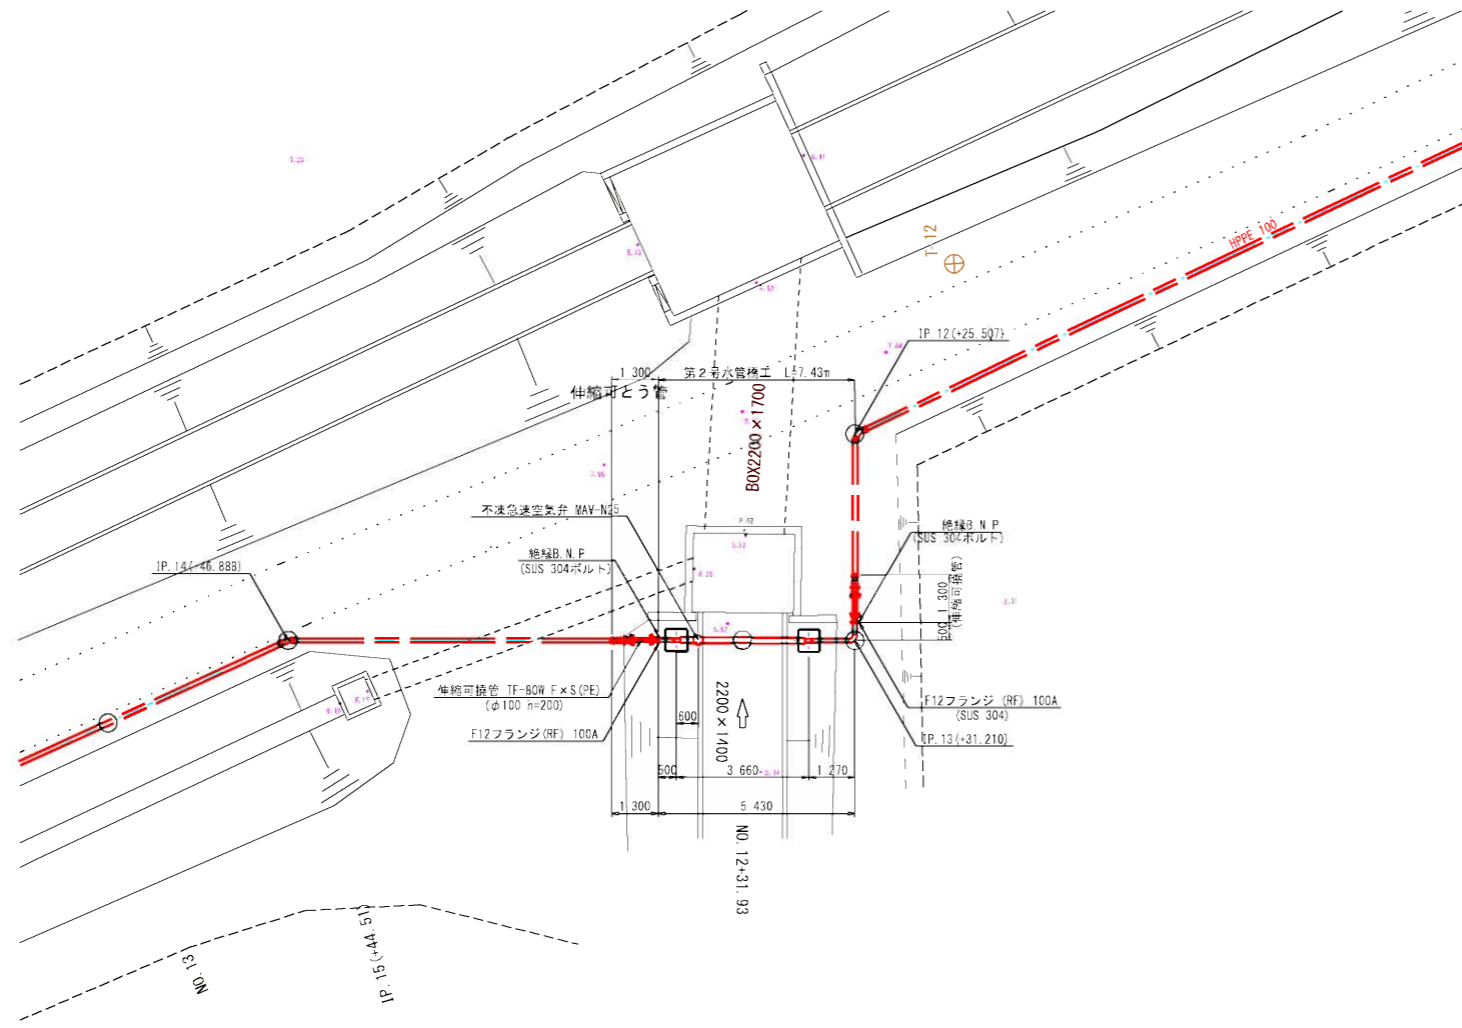 T-12
HPPE 100
IP.12(+25.507)
1 300
第２号水管橋工 L=7.43m
伸縮可とう管
BOX2200×1700
不凍急速空気弁 MAV-N25
絶縁B.N.P
(SUS 304ボルト)
絶縁B.N.P
(SUS 304ボルト)
IP.14(+46.888)
1 300
(伸縮可撓管)
500
伸縮可撓管 TF-80W F×S(PE)
(φ100 h=200)
F12フランジ(RF) 100A
F12フランジ (RF) 100A
(SUS 304)
IP.13(+31.210)
600
2200×1400
500
3 660
1 270
1 300
5 430
NO.12+31.93
NO.13
IP.15(+44.51)